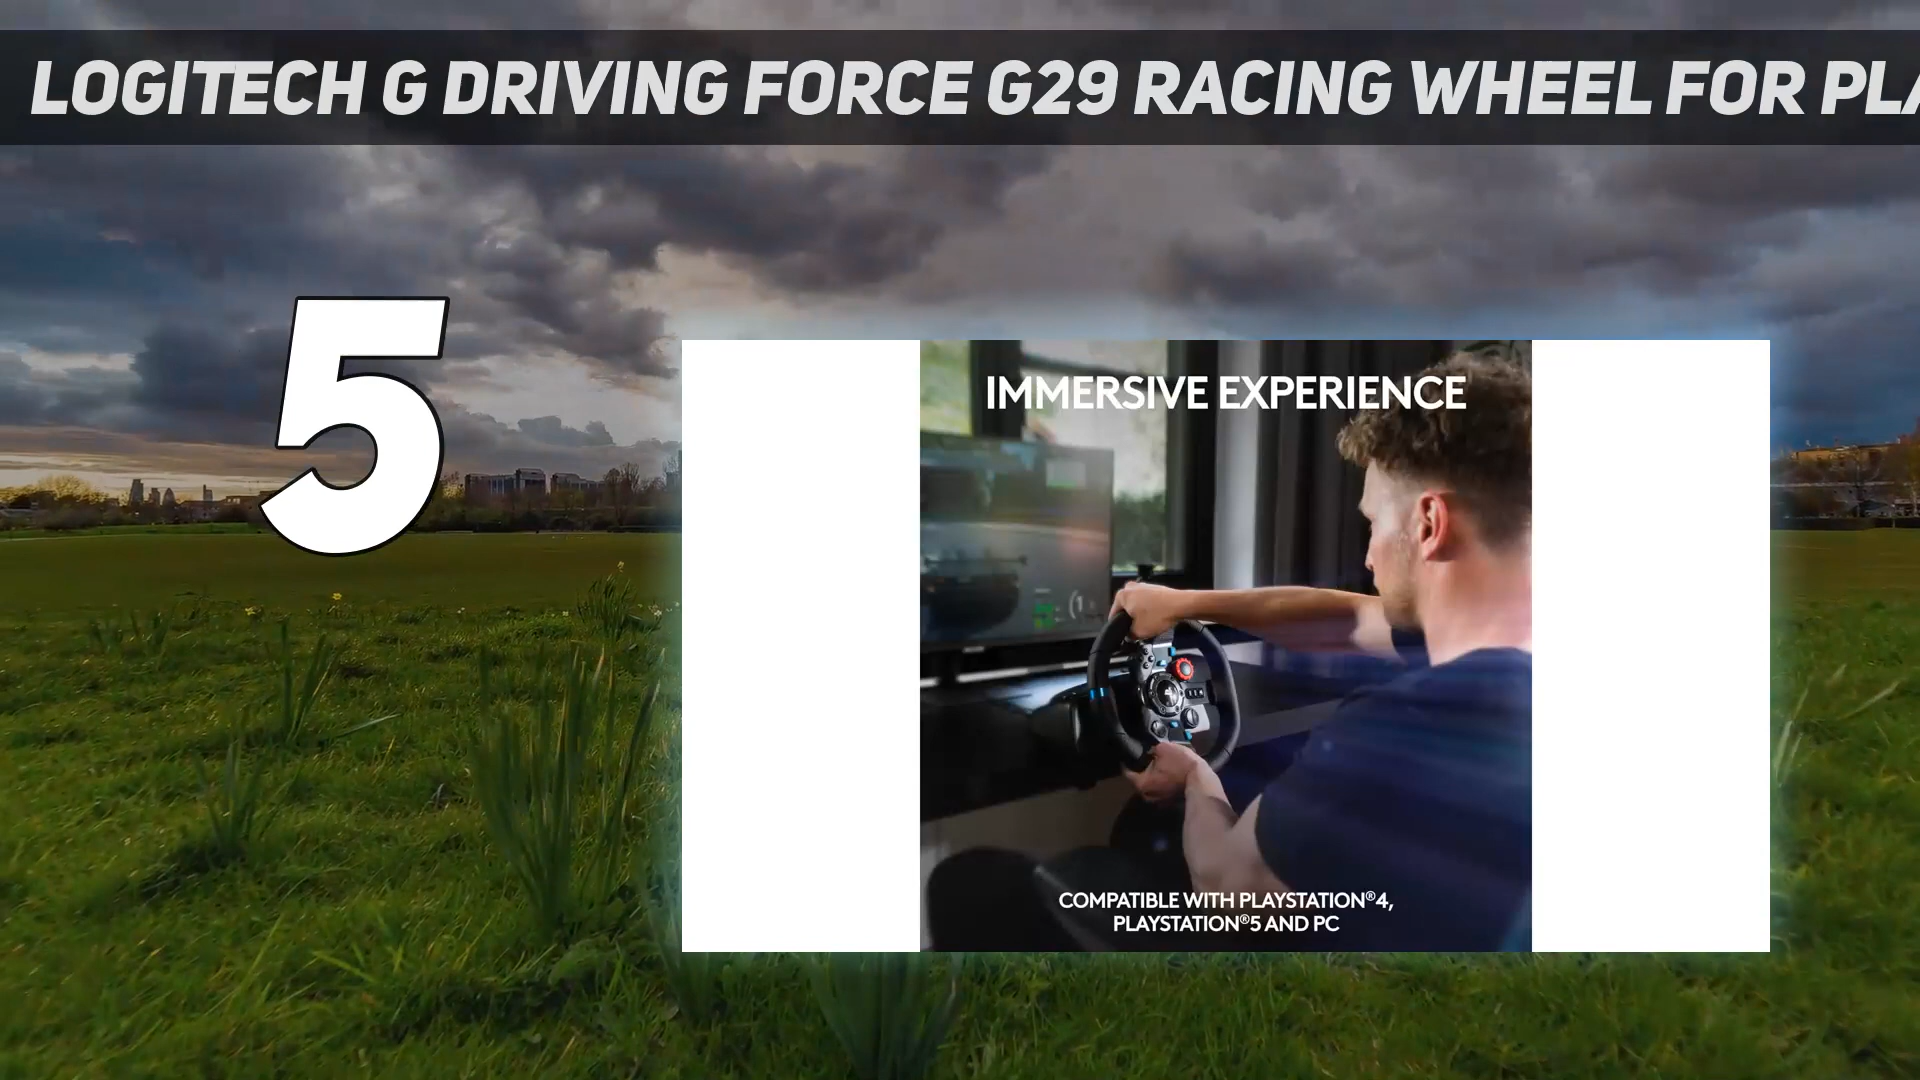 LOGITECH G DRIVING FORCE G29 RACING WHEEL FOR PLA
5
IMMERSIVE EXPERIENCE
COMPATIBLE WITH PLAYSTATION®4,
PLAYSTATION®5 AND PC